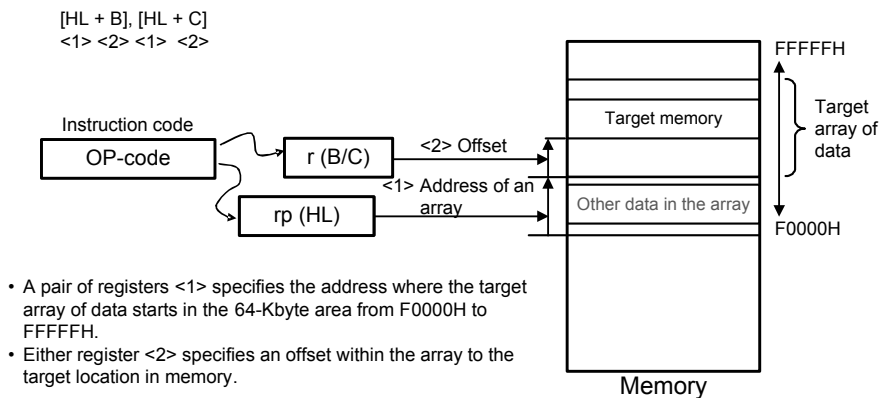 [HL + B], [HL + C]
<1> <2> <1> <2>
FFFFFH
Target memory
Target
array of
data
Instruction code
OP-code
r (B/C)
<2> Offset
<1> Address of an
array
rp (HL)
Other data in the array
F0000H
• A pair of registers <1> specifies the address where the target
array of data starts in the 64-Kbyte area from F0000H to
FFFFFH.
• Either register <2> specifies an offset within the array to the
target location in memory.
Memory